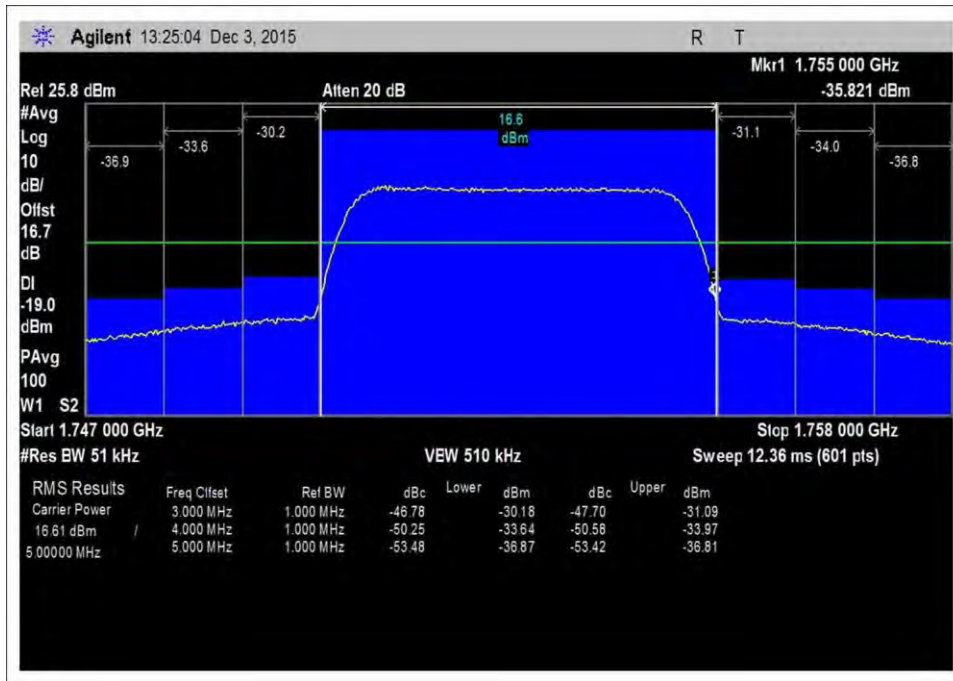 Agilent 13:25:04 Dec 3, 2015 R T
Mkr1 1.755 000 GHz
Rel 25.8 dBm Atten 20 dB -35.821 dBm
#Avg
Log
10
dB/
Offst
16.7
dB
DI
-19.0
dBm
PAvg
100
W1 S2
-36.9 -33.6 -30.2 16.6 dBm -31.1 -34.0 -36.8
Start 1.747 000 GHz Stop 1.758 000 GHz
#Res BW 51 kHz VEW 510 kHz Sweep 12.36 ms (601 pts)
RMS Results Freq Clfset Ref BW dBc Lower dBm dBc Upper dBm
Carrier Power 3.000 MHz 1.000 MHz -46.78 -30.18 -47.70 -31.09
16.61 dBm / 4.000 MHz 1.000 MHz -50.25 -33.64 -50.58 -33.97
5.00000 MHz 5.000 MHz 1.000 MHz -53.48 -36.87 -53.42 -36.81